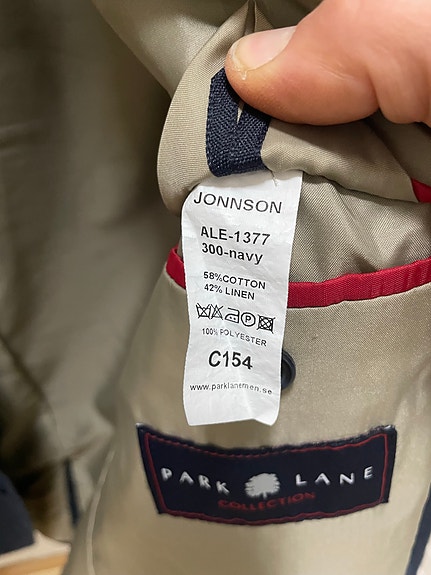 JONNSON
ALE-1377
300-navy
58%COTTON
42% LINEN
100% POLYESTER
C154
www.parklanemen.se
PARK LANE
COLLECTION